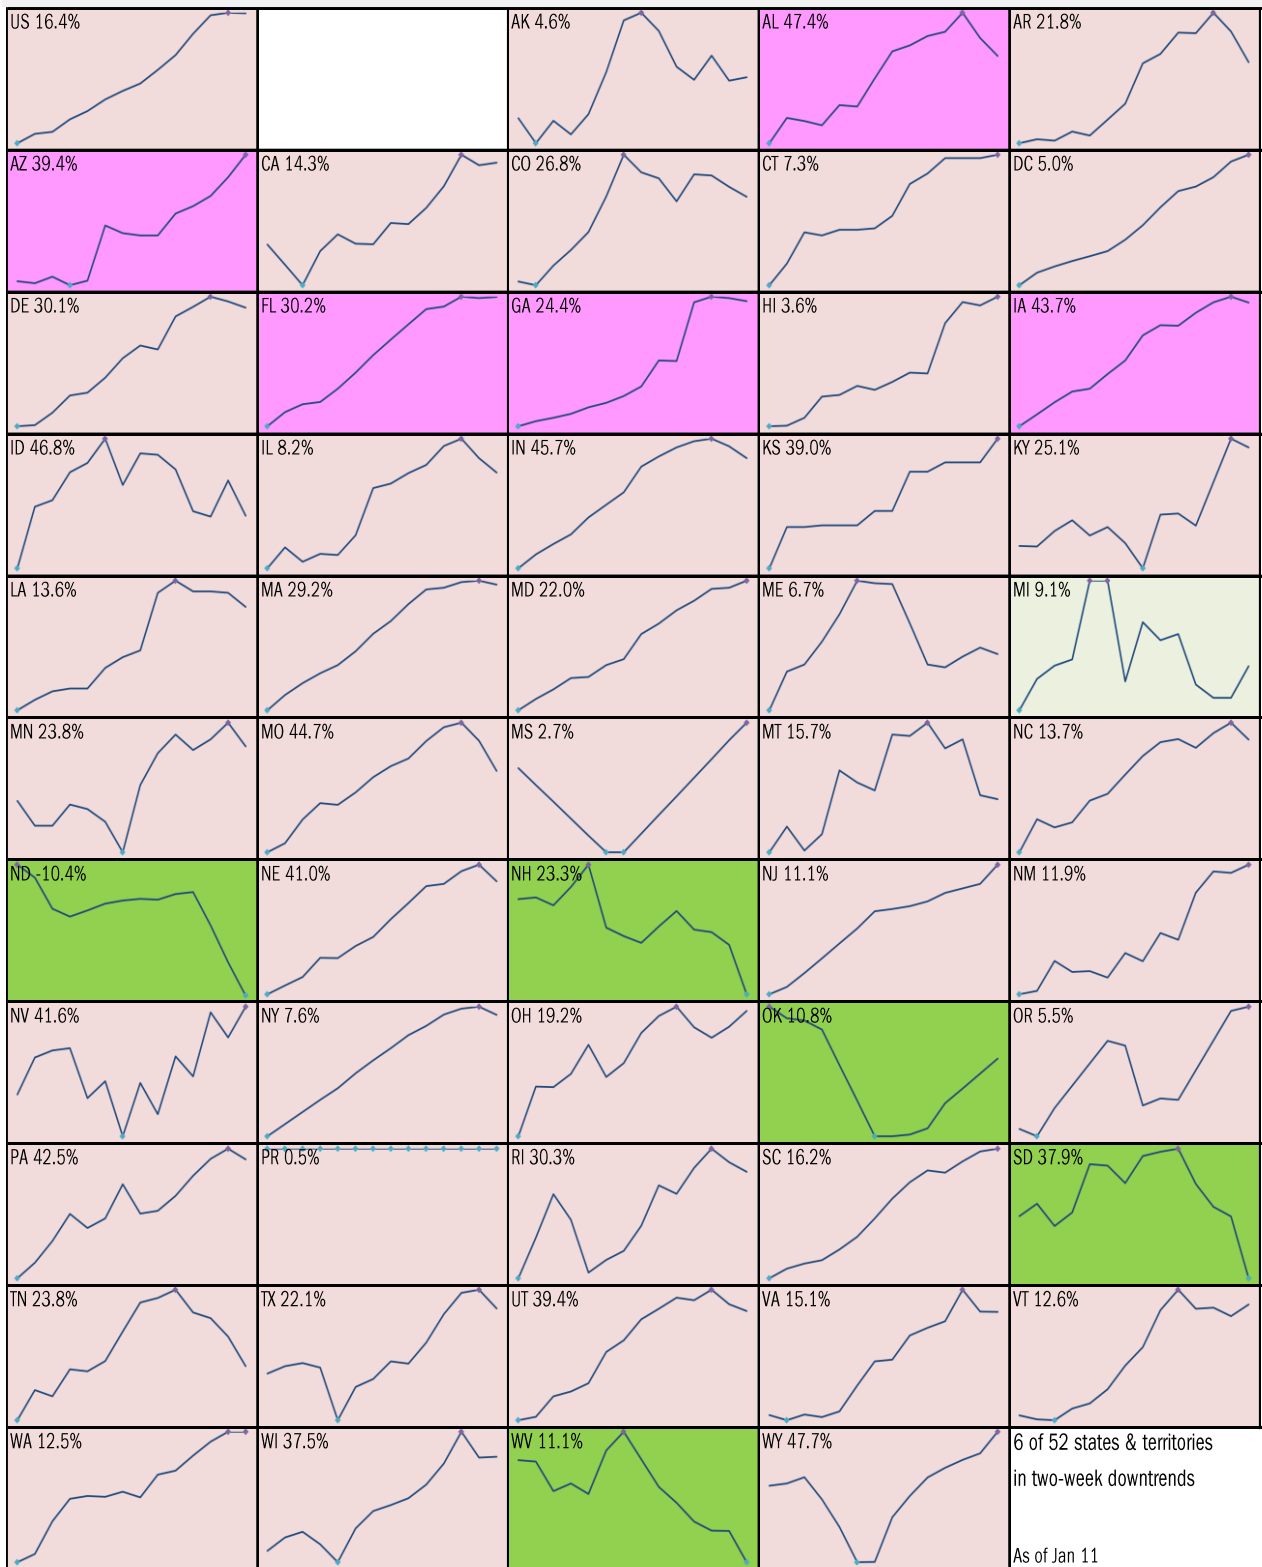 US 16.4%
AK 4.6%
AL 47.4%
AR 21.8%
AZ 39.4%
CA 14.3%
CO 26.8%
CT 7.3%
DC 5.0%
DE 30.1%
FL 30.2%
GA 24.4%
HI 3.6%
IA 43.7%
ID 46.8%
IL 8.2%
IN 45.7%
KS 39.0%
KY 25.1%
LA 13.6%
MA 29.2%
MD 22.0%
ME 6.7%
MI 9.1%
MN 23.8%
MO 44.7%
MS 2.7%
MT 15.7%
NC 13.7%
ND -10.4%
NE 41.0%
NH 23.3%
NJ 11.1%
NM 11.9%
NV 41.6%
NY 7.6%
OH 19.2%
OK 10.8%
OR 5.5%
PA 42.5%
PR 0.5%
RI 30.3%
SC 16.2%
SD 37.9%
TN 23.8%
TX 22.1%
UT 39.4%
VA 15.1%
VT 12.6%
WA 12.5%
WI 37.5%
WV 11.1%
WY 47.7%
6 of 52 states & territories
in two-week downtrends
As of Jan 11